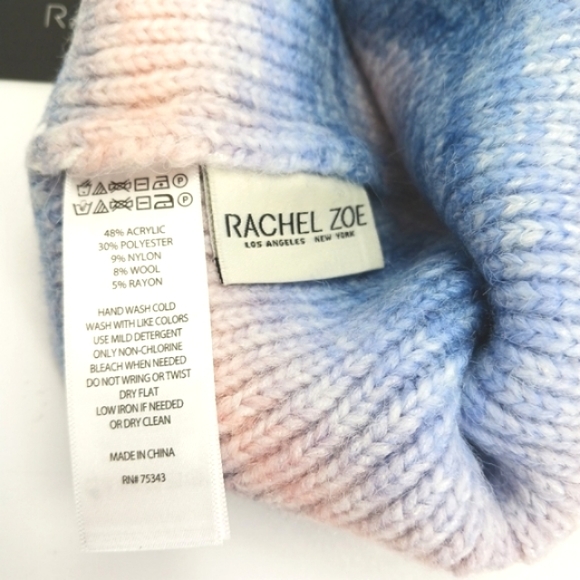 48% ACRYLIC
30% POLYESTER
9% NYLON
8% WOOL
5% RAYON
HAND WASH COLD
WASH WITH LIKE COLORS
USE MILD DETERGENT
ONLY NON-CHLORINE
BLEACH WHEN NEEDED
DO NOT WRING OR TWIST
DRY FLAT
LOW IRON IF NEEDED
OR DRY CLEAN
MADE IN CHINA
RN# 75343
RACHEL ZOE
LOS ANGELES NEW YORK